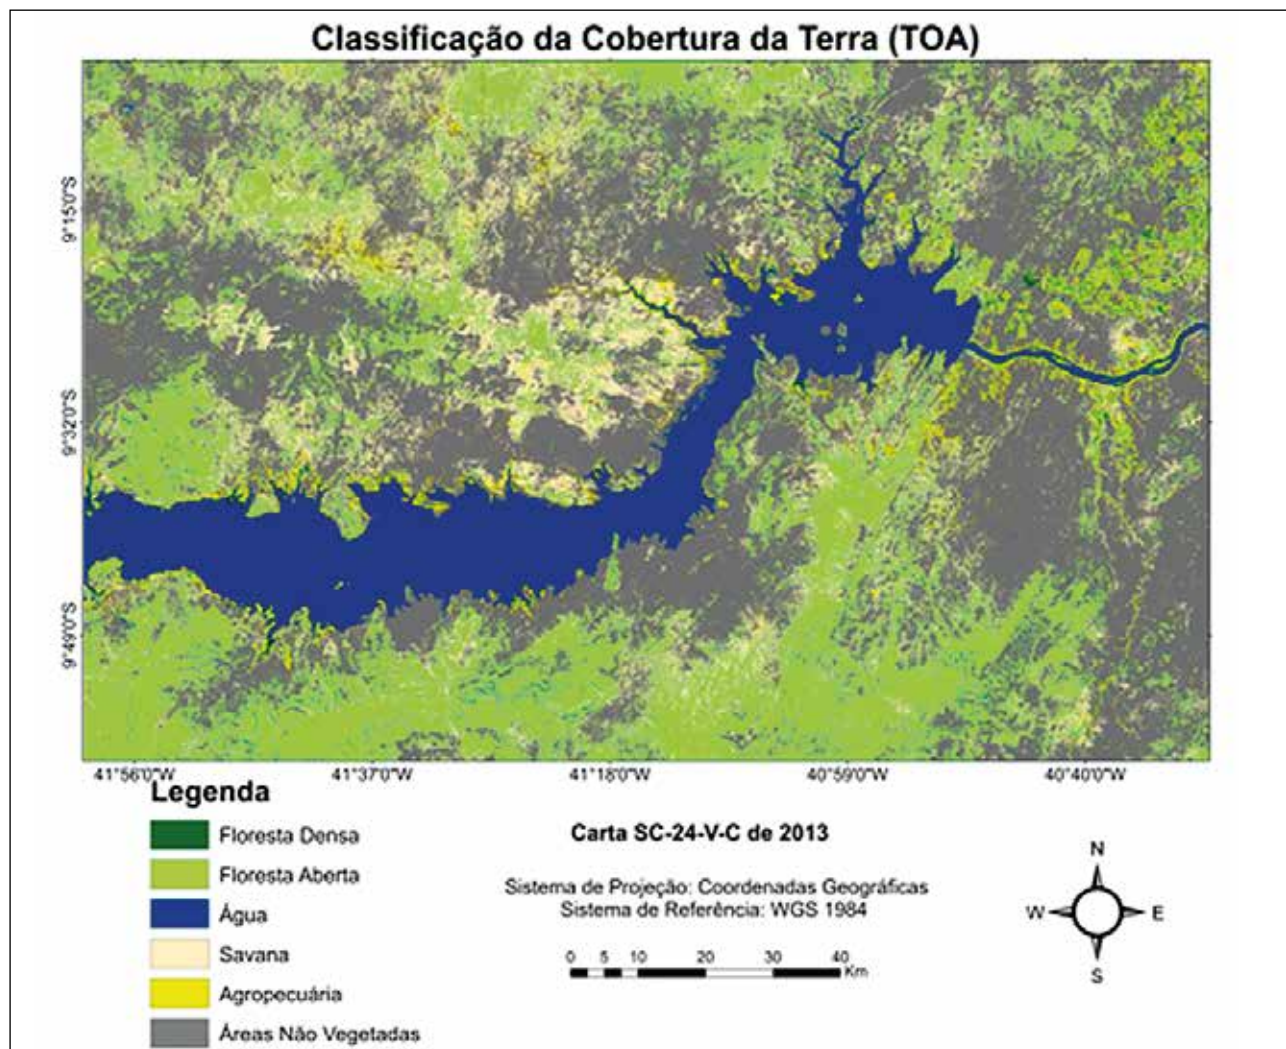 Classificação da Cobertura da Terra (TOA)
9°15'0"S
9°32'0"S
9°49'0"S
41°56'0"W
41°37'0"W
41°18'0"W
40°59'0"W
40°40'0"W
Legenda
Floresta Densa
Floresta Aberta
Água
Savana
Agropecuária
Áreas Não Vegetadas
Carta SC-24-V-C de 2013
Sistema de Projeção: Coordenadas Geográficas
Sistema de Referência: WGS 1984
0 5 10 20 30 40
Km
N
W
E
S